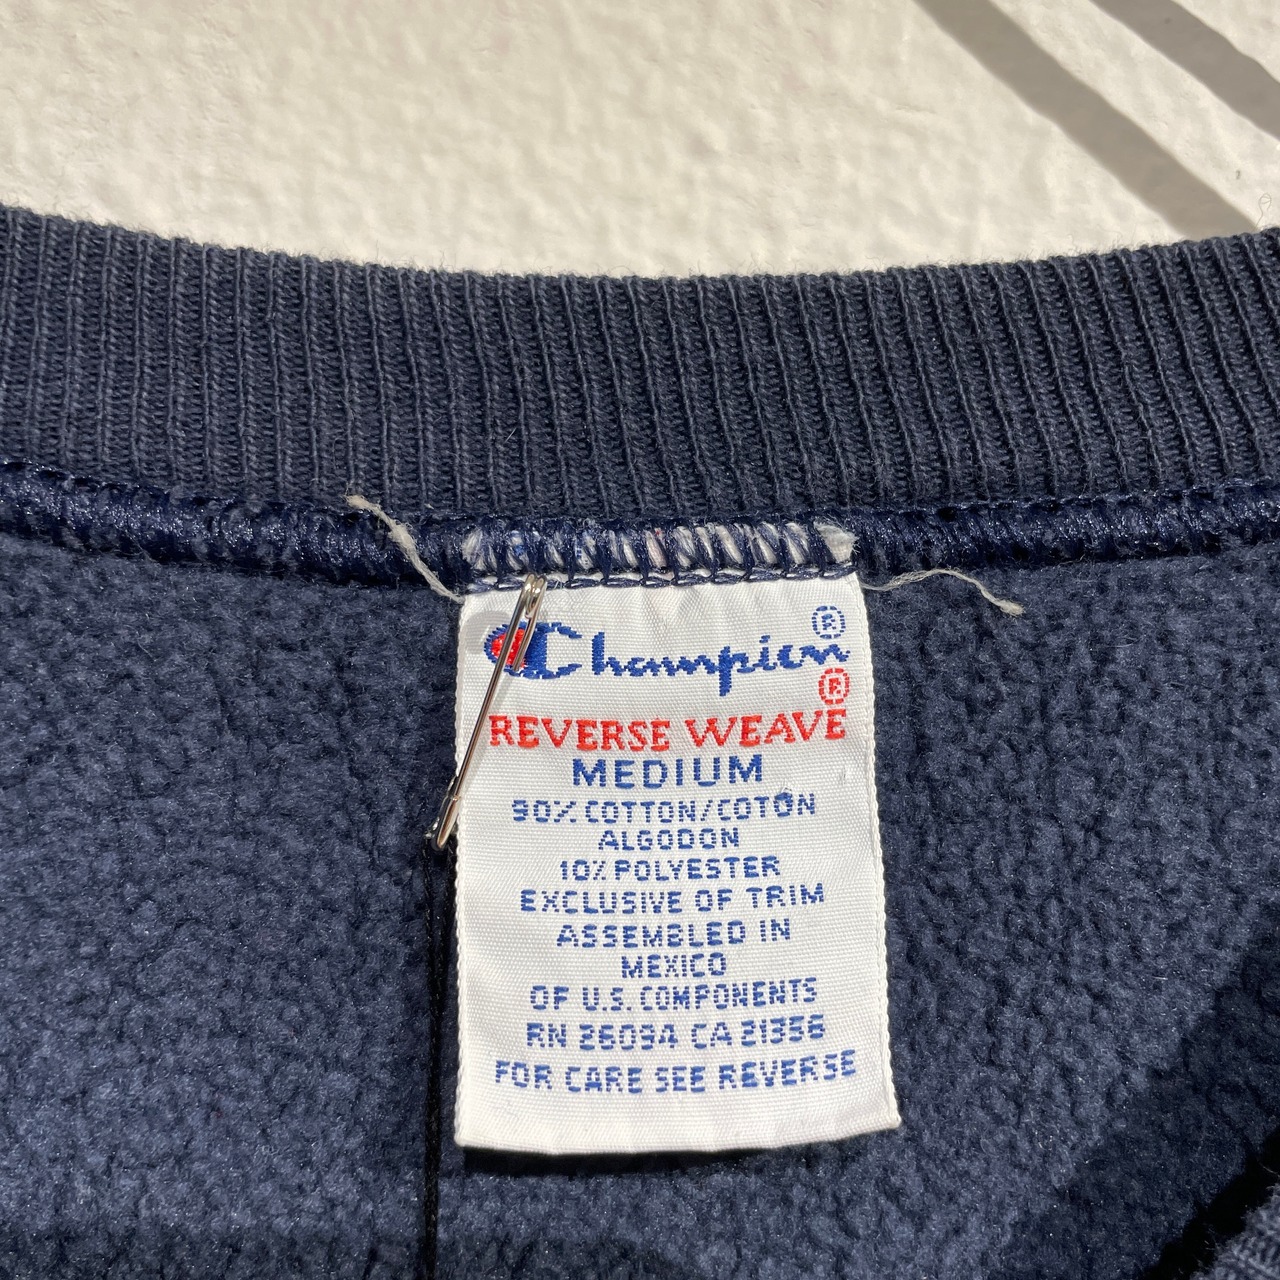 Champion®
REVERSE WEAVE®
MEDIUM
90% COTTON/COTON
ALGODON
10% POLYESTER
EXCLUSIVE OF TRIM
ASSEMBLED IN
MEXICO
OF U.S. COMPONENTS
RN 26094 CA 21356
FOR CARE SEE REVERSE